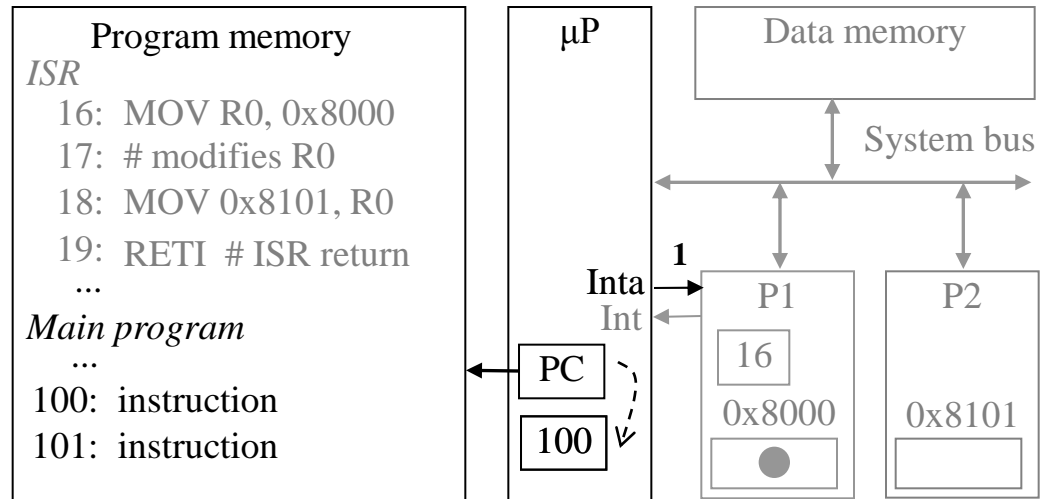 Program memory
ISR
16: MOV R0, 0x8000
17: # modifies R0
18: MOV 0x8101, R0
19: RETI # ISR return
...
Main program
...
100: instruction
101: instruction
μP
Inta
Int
PC
100
1
Data memory
System bus
P1
16
0x8000
P2
0x8101